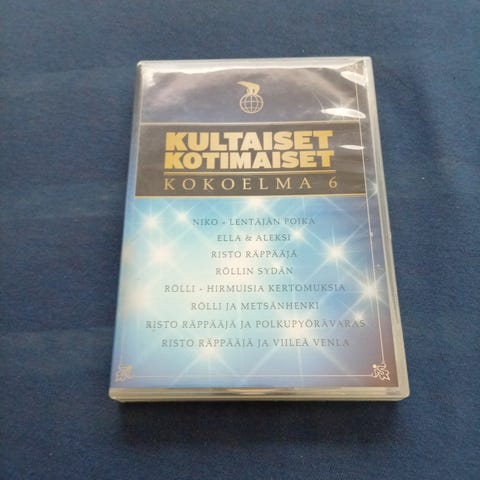 KULTAISET
KOTIMAISET
KOKOELMA 6
NIKO - LENTÄJÄN POIKA
ELLA & ALEKSI
RISTO RÄPPÄÄJÄ
RÖLLIN SYDÄN
RÖLLI - HIRMUISIA KERTOMUKSIA
RÖLLI JA METSÄNHENKI
RISTO RÄPPÄÄJÄ JA POLKUPYÖRÄVARAS
RISTO RÄPPÄÄJÄ JA VIILEÄ VENLA